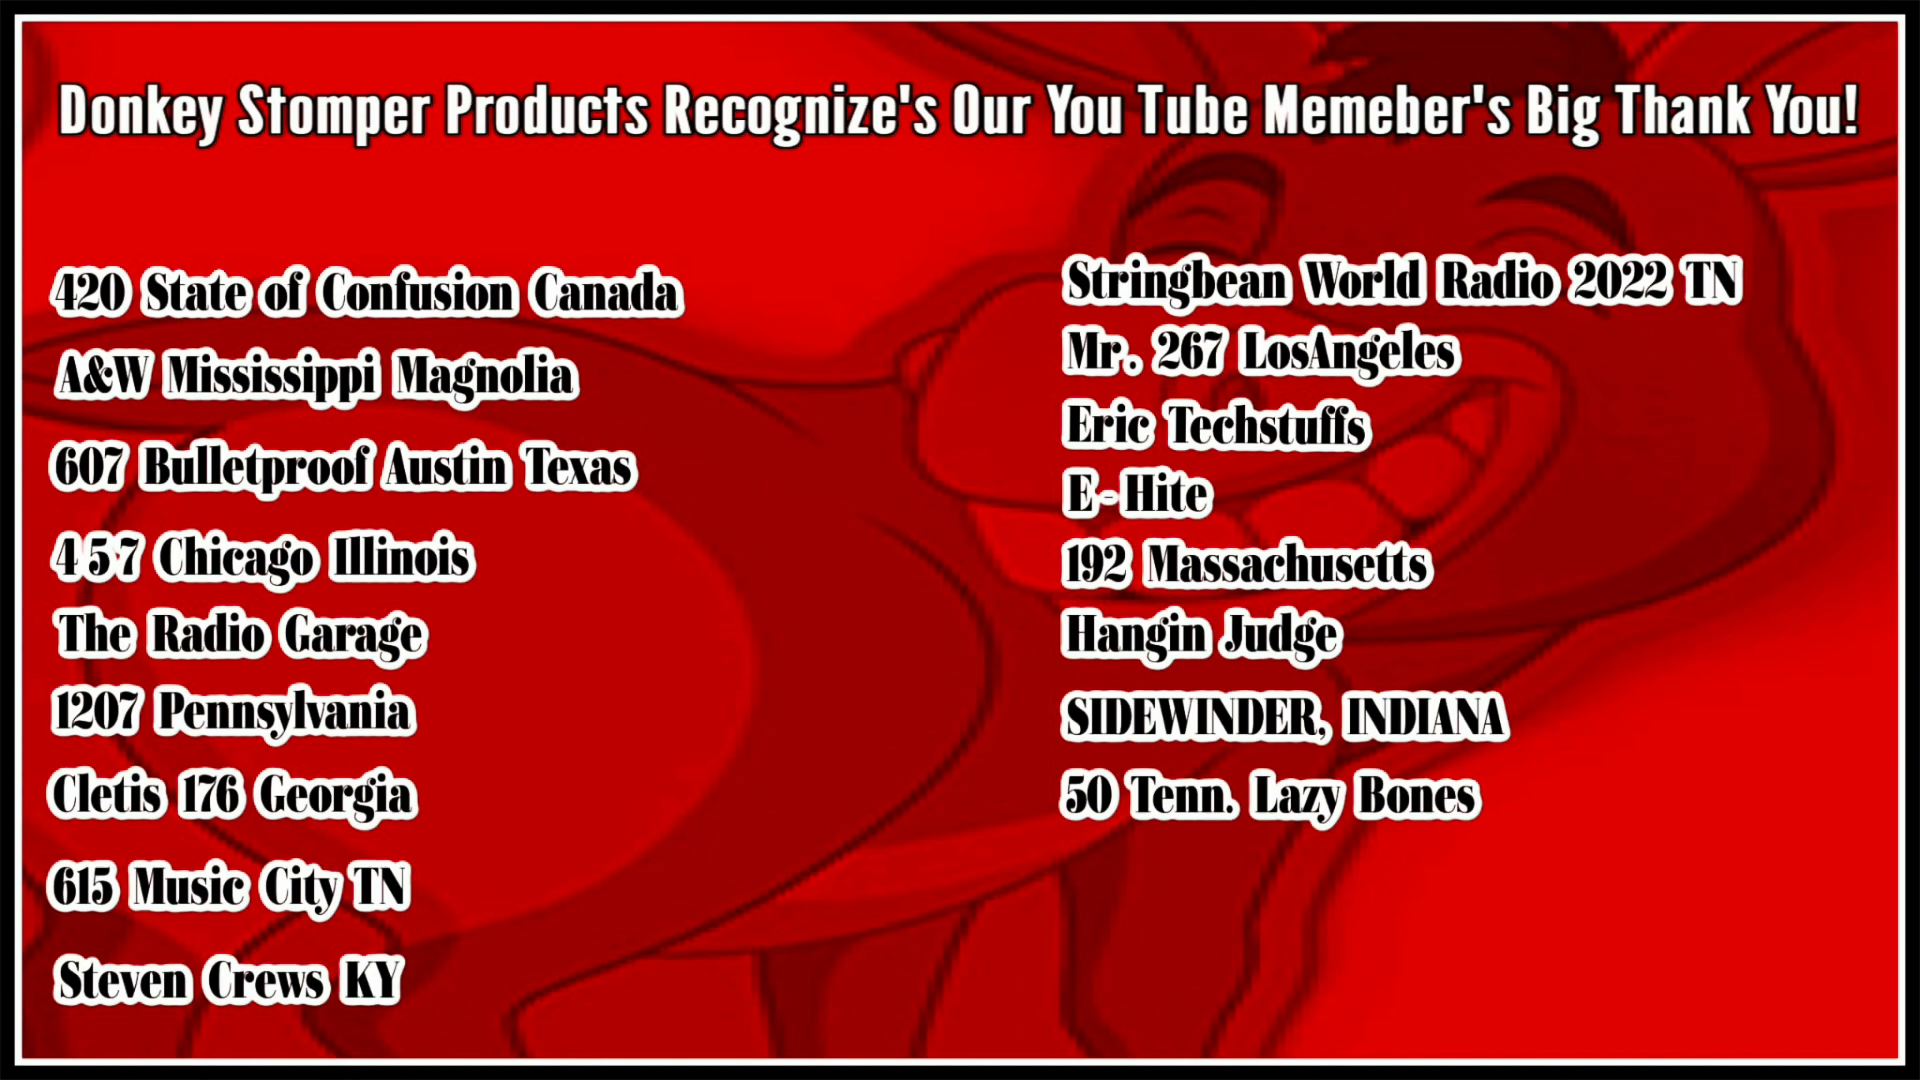 Donkey Stomper Products Recognize's Our You Tube Memeber's Big Thank You!
420 State of Confusion Canada
A&W Mississippi Magnolia
607 Bulletproof Austin Texas
457 Chicago Illinois
The Radio Garage
1207 Pennsylvania
Cletis 176 Georgia
615 Music City TN
Steven Crews KY
Stringbean World Radio 2022 TN
Mr. 267 LosAngeles
Eric Techstuffs
E-Hite
192 Massachusetts
Hangin Judge
SIDEWINDER, INDIANA
50 Tenn. Lazy Bones